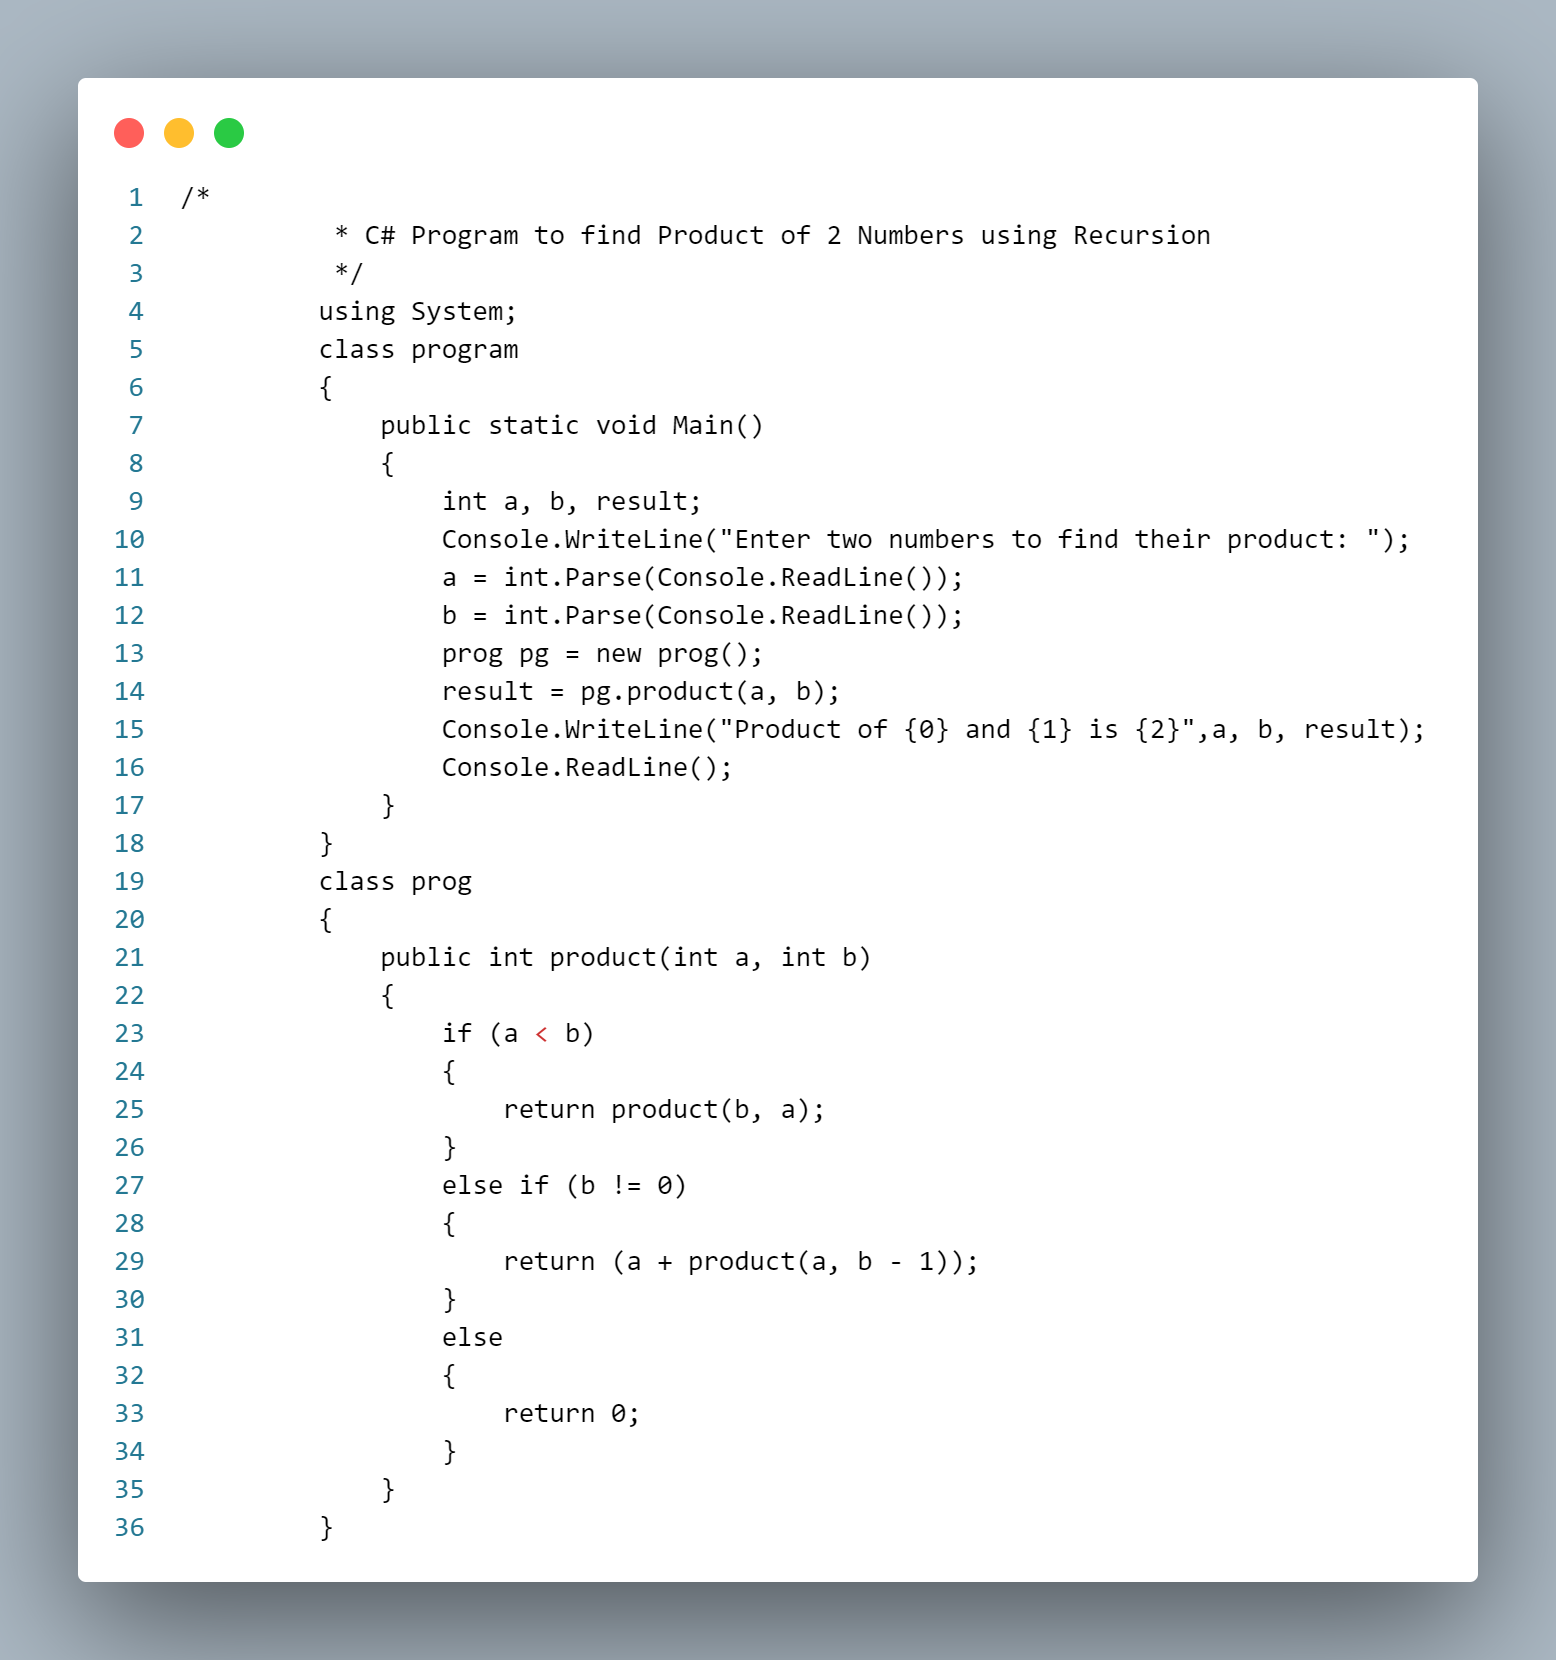 1 /*
2 * C# Program to find Product of 2 Numbers using Recursion
3 */
4 using System;
5 class program
6 {
7 public static void Main()
8 {
9 int a, b, result;
10 Console.WriteLine("Enter two numbers to find their product: ");
11 a = int.Parse(Console.ReadLine());
12 b = int.Parse(Console.ReadLine());
13 prog pg = new prog();
14 result = pg.product(a, b);
15 Console.WriteLine("Product of {0} and {1} is {2}",a, b, result);
16 Console.ReadLine();
17 }
18 }
19 class prog
20 {
21 public int product(int a, int b)
22 {
23 if (a < b)
24 {
25 return product(b, a);
26 }
27 else if (b != 0)
28 {
29 return (a + product(a, b - 1));
30 }
31 else
32 {
33 return 0;
34 }
35 }
36 }